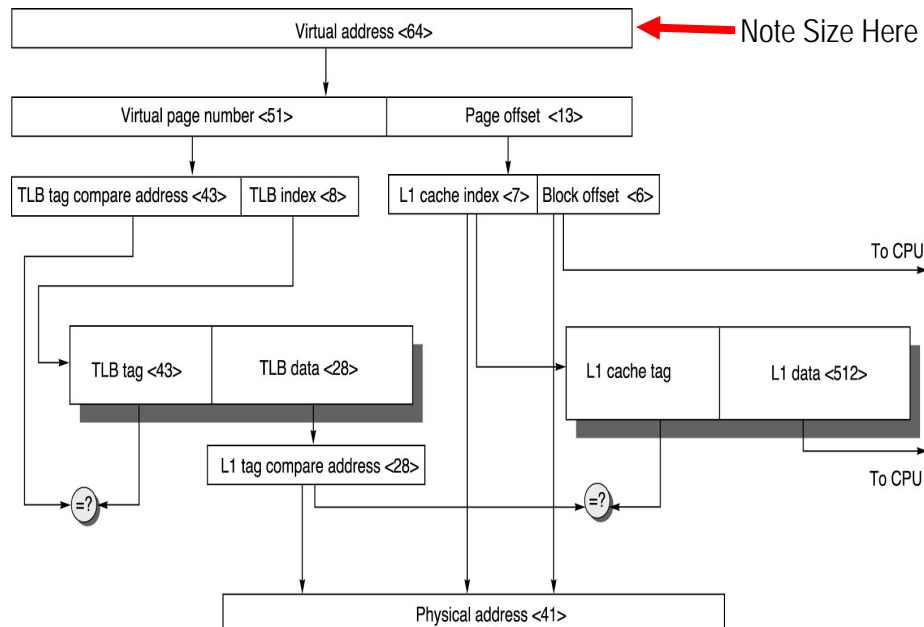 Virtual address <64>
Note Size Here
Virtual page number <51>
Page offset <13>
TLB tag compare address <43>
TLB index <8>
L1 cache index <7>
Block offset <6>
To CPU
TLB tag <43>
TLB data <28>
L1 cache tag
L1 data <512>
L1 tag compare address <28>
To CPU
=?
=?
Physical address <41>